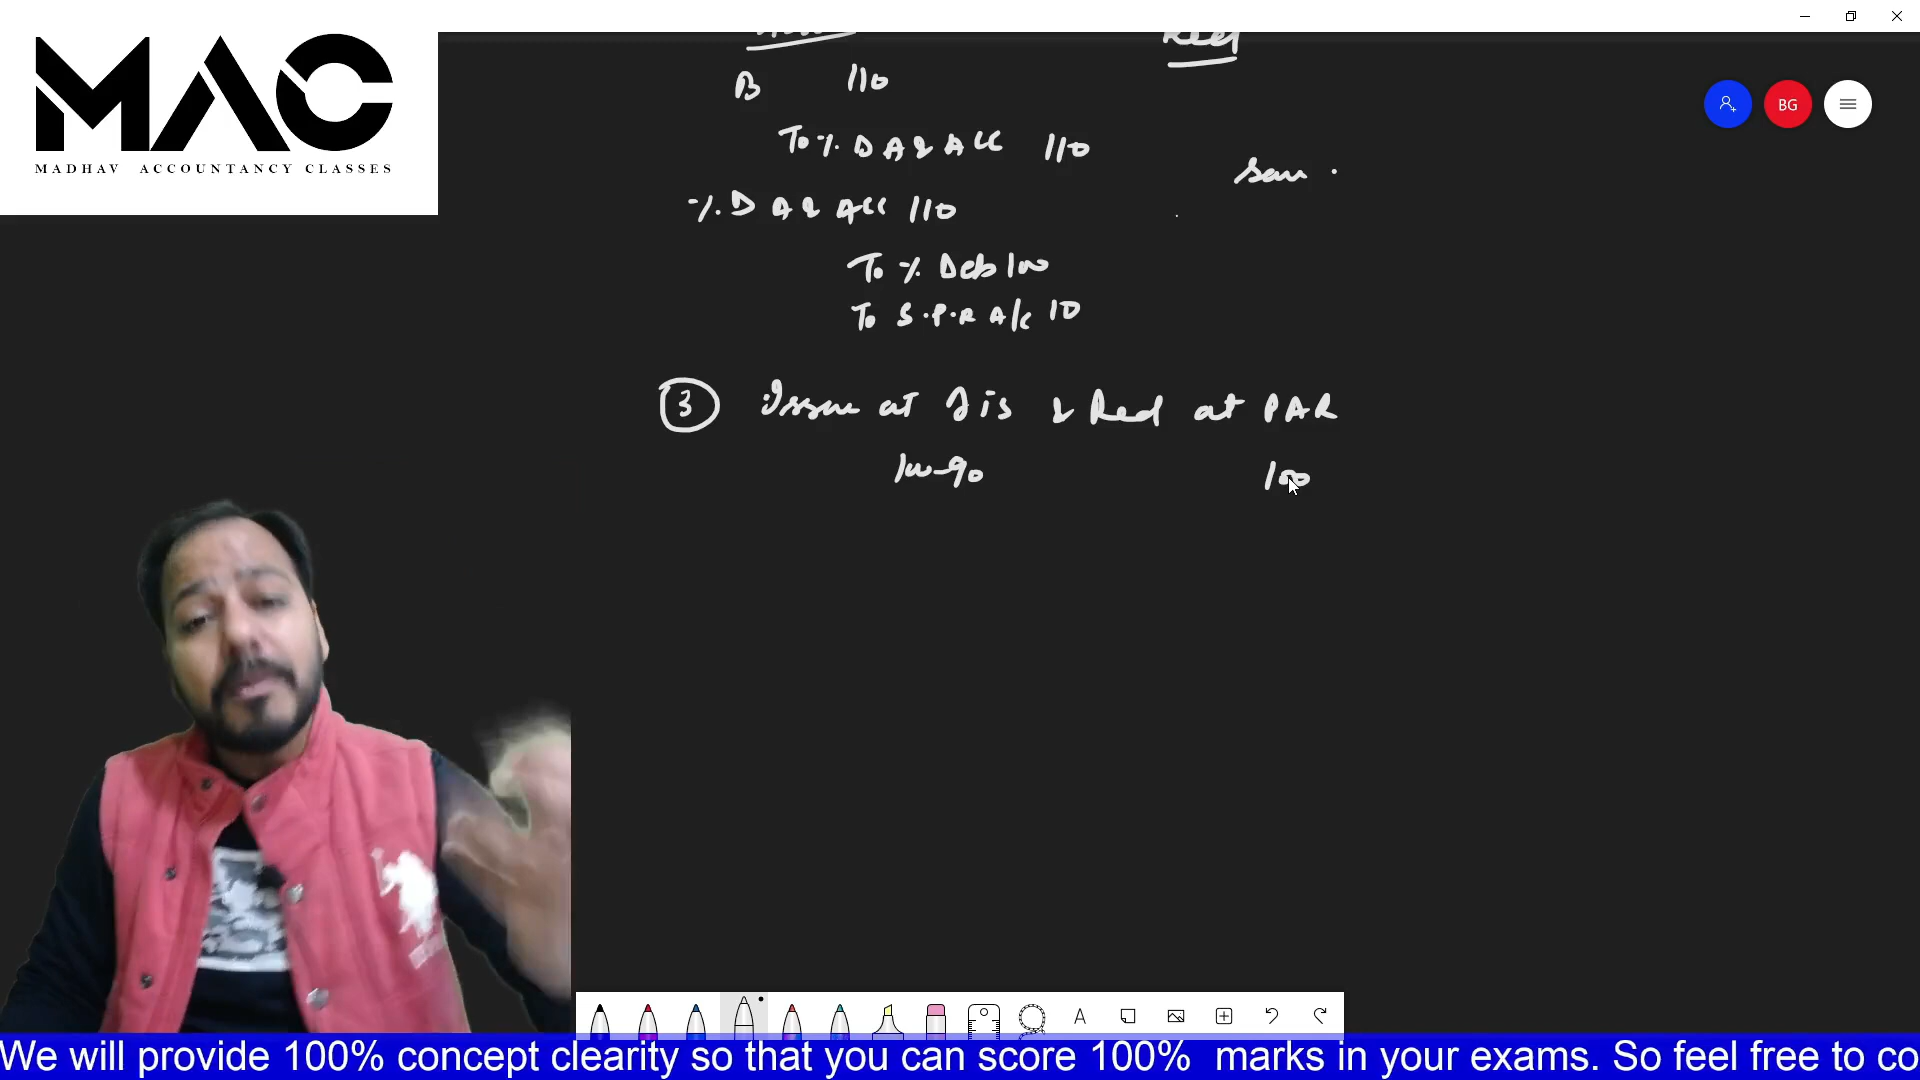 MAC
MADHAV ACCOUNTANCY CLASSES
Red
B 110
To %. D A & A/c 110
Same.
%. D A & A/c 110
To % Deb 100
To S.P.R A/c 10
3 Issue at Dis & Red at PAR
100-90 100
BG
A
We will provide 100% concept clearity so that you can score 100% marks in your exams. So feel free to co